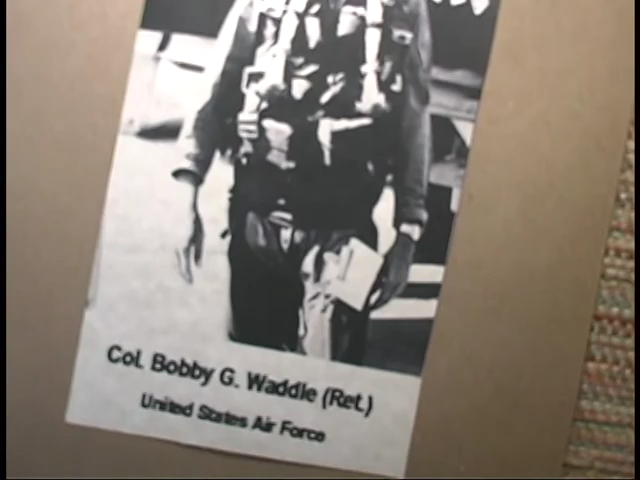 Col. Bobby G. Waddle (Ret.)
United States Air Force